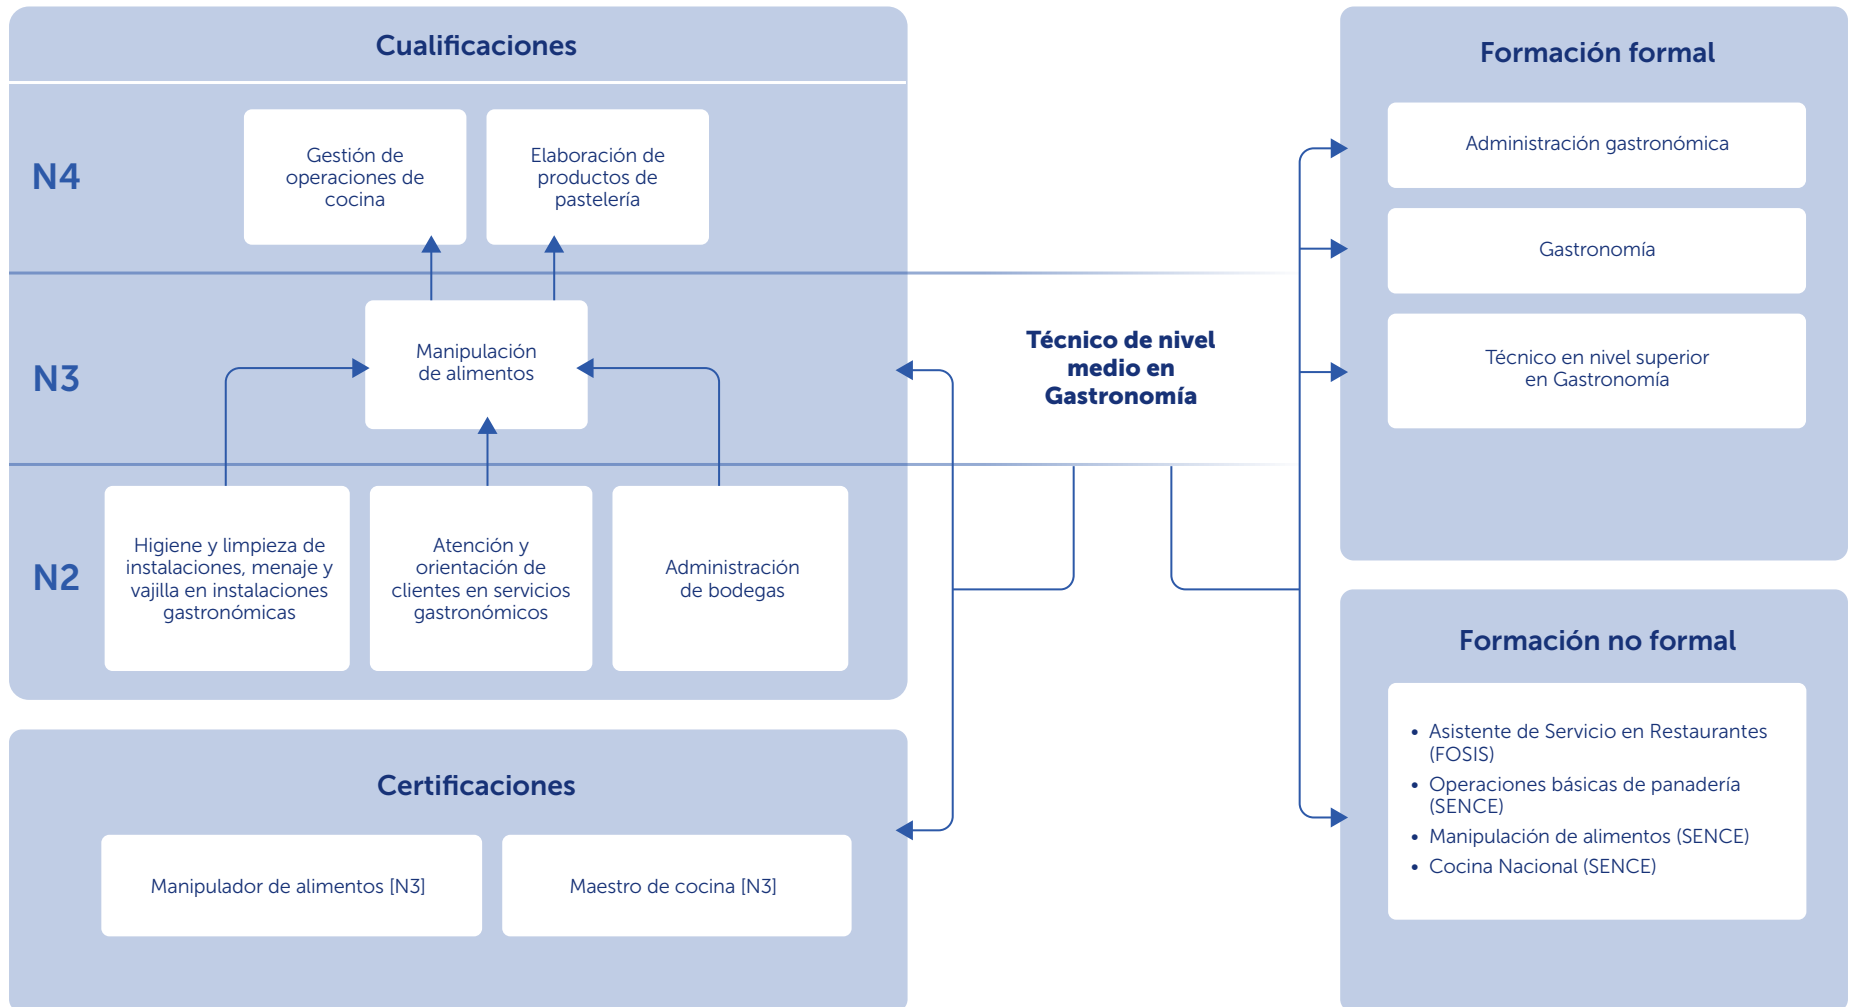 Cualificaciones
N4
Gestión de
operaciones de
cocina
Elaboración de
productos de
pastelería
N3
Manipulación
de alimentos
N2
Higiene y limpieza de
instalaciones, menaje y
vajilla en instalaciones
gastronómicas
Atención y
orientación de
clientes en servicios
gastronómicos
Administración
de bodegas
Certificaciones
Manipulador de alimentos [N3]
Maestro de cocina [N3]
Técnico de nivel
medio en
Gastronomía
Formación formal
Administración gastronómica
Gastronomía
Técnico en nivel superior
en Gastronomía
Formación no formal
• Asistente de Servicio en Restaurantes
(FOSIS)
• Operaciones básicas de panadería
(SENCE)
• Manipulación de alimentos (SENCE)
• Cocina Nacional (SENCE)